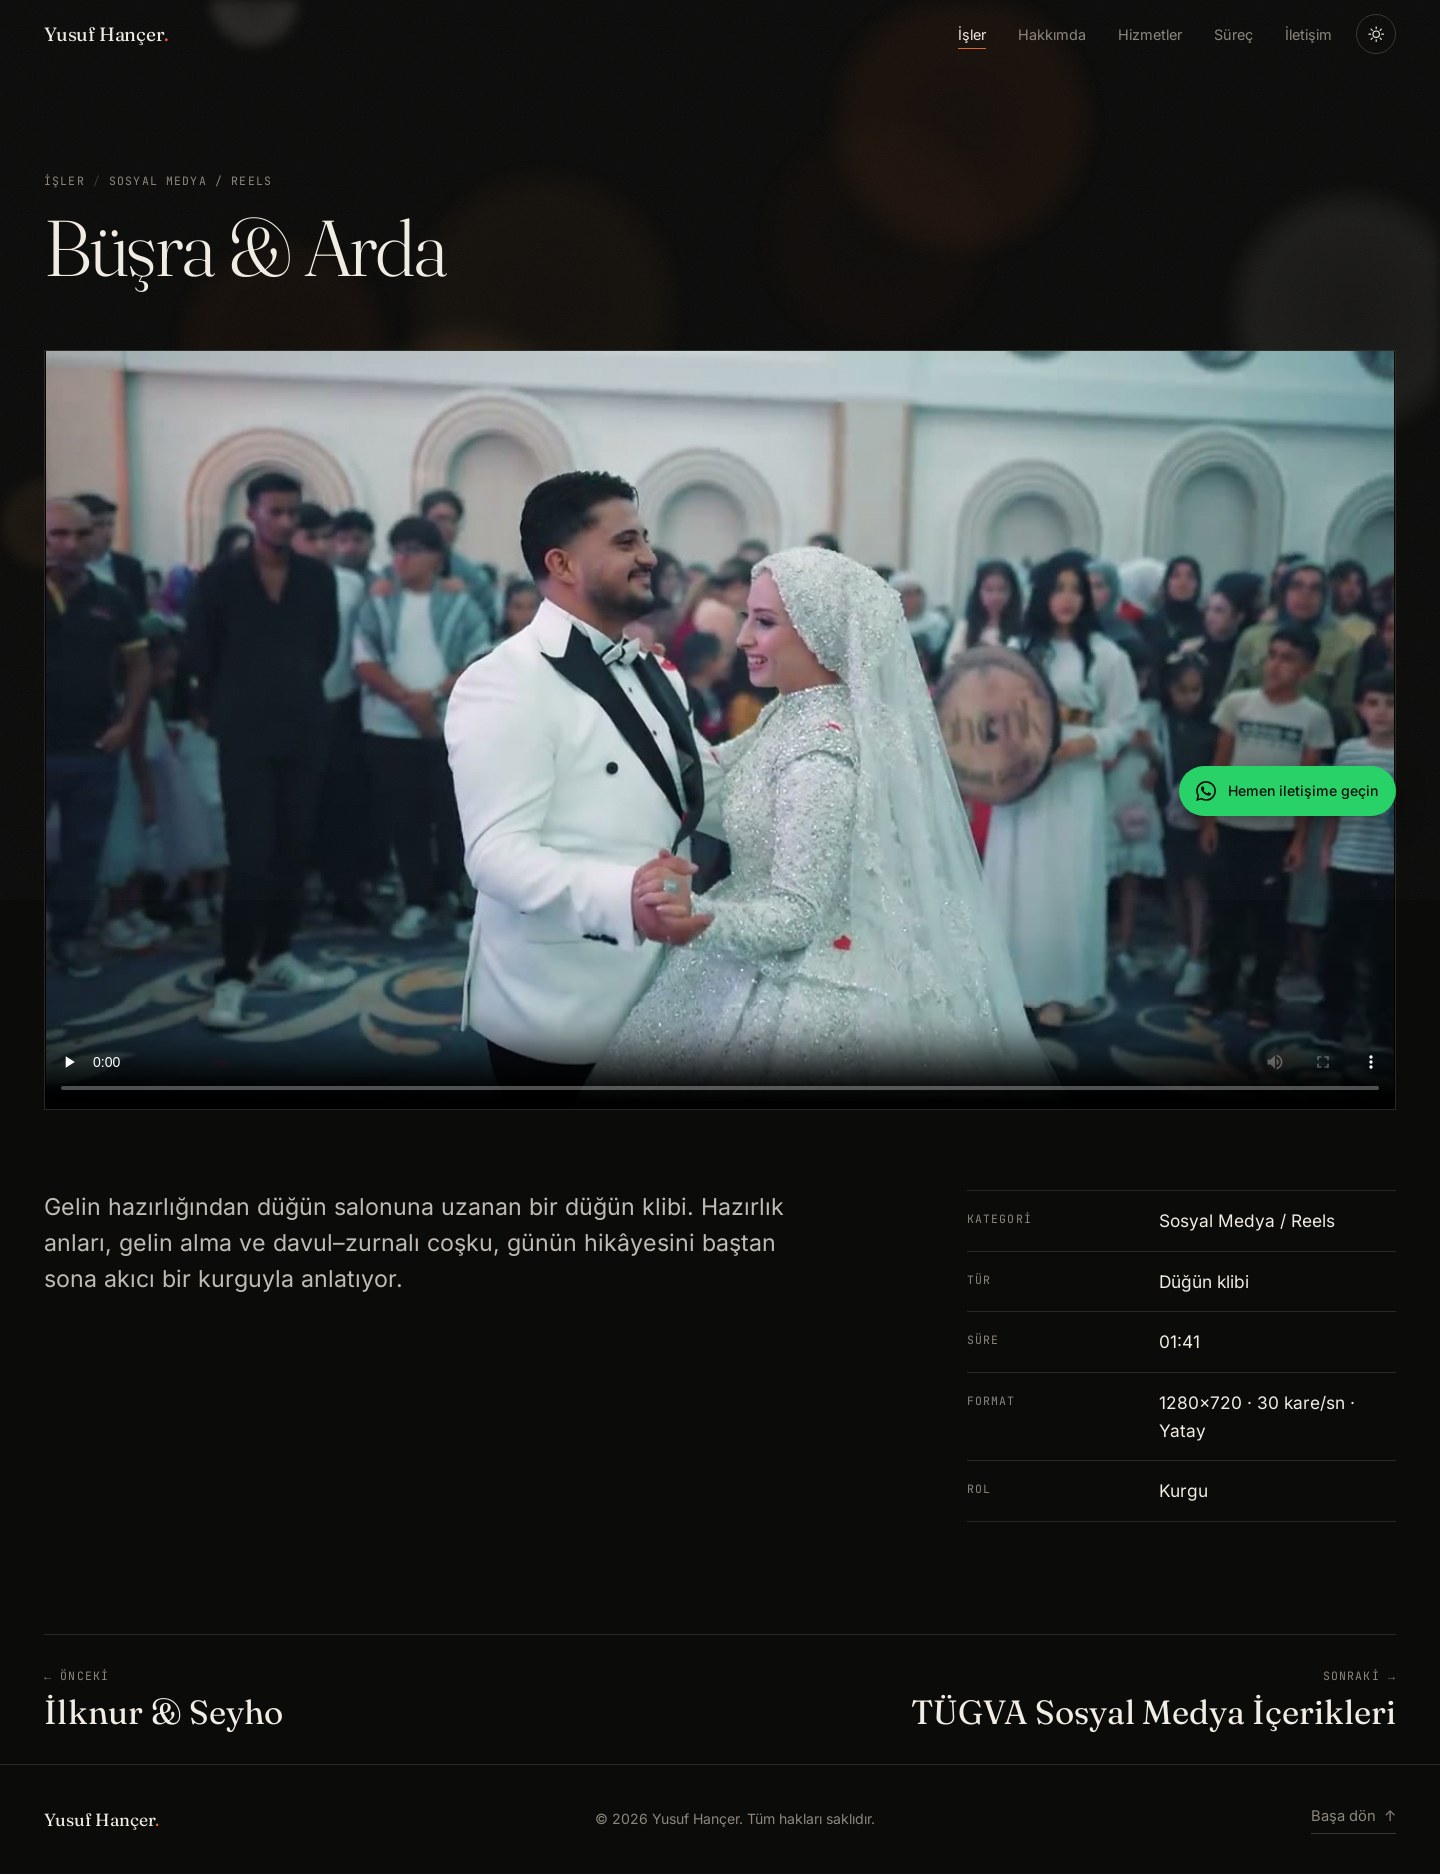 Yusuf Hançer.
İşler Hakkımda Hizmetler Süreç İletişim
İŞLER / SOSYAL MEDYA / REELS
Büşra & Arda
Hemen iletişime geçin
0:00
Gelin hazırlığından düğün salonuna uzanan bir düğün klibi. Hazırlık
anları, gelin alma ve davul–zurnalı coşku, günün hikâyesini baştan
sona akıcı bir kurguyla anlatıyor.
KATEGORİ Sosyal Medya / Reels
TÜR Düğün klibi
SÜRE 01:41
FORMAT 1280×720 · 30 kare/sn ·
Yatay
ROL Kurgu
← ÖNCEKİ
İlknur & Seyho
SONRAKİ →
TÜGVA Sosyal Medya İçerikleri
Yusuf Hançer.
© 2026 Yusuf Hançer. Tüm hakları saklıdır.
Başa dön ↑